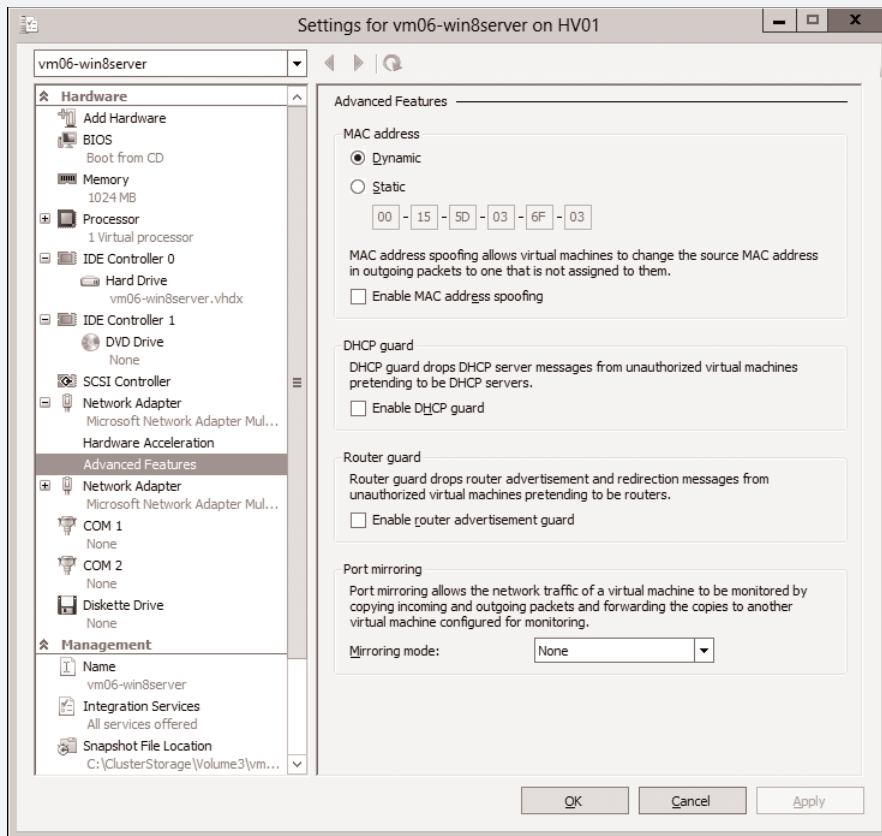 Settings for vm06-win8server on HV01
vm06-win8server
Hardware
Add Hardware
BIOS
Boot from CD
Memory
1024 MB
Processor
1 Virtual processor
IDE Controller 0
Hard Drive
vm06-win8server.vhdx
IDE Controller 1
DVD Drive
None
SCSI Controller
Network Adapter
Microsoft Network Adapter Mul...
Hardware Acceleration
Advanced Features
Network Adapter
Microsoft Network Adapter Mul...
COM 1
None
COM 2
None
Diskette Drive
None
Management
Name
vm06-win8server
Integration Services
All services offered
Snapshot File Location
C:\ClusterStorage\Volume3\vm...
Advanced Features
MAC address
Dynamic
Static
00 - 15 - 5D - 03 - 6F - 03
MAC address spoofing allows virtual machines to change the source MAC address
in outgoing packets to one that is not assigned to them.
Enable MAC address spoofing
DHCP guard
DHCP guard drops DHCP server messages from unauthorized virtual machines
pretending to be DHCP servers.
Enable DHCP guard
Router guard
Router guard drops router advertisement and redirection messages from
unauthorized virtual machines pretending to be routers.
Enable router advertisement guard
Port mirroring
Port mirroring allows the network traffic of a virtual machine to be monitored by
copying incoming and outgoing packets and forwarding the copies to another
virtual machine configured for monitoring.
Mirroring mode: None
OK Cancel Apply